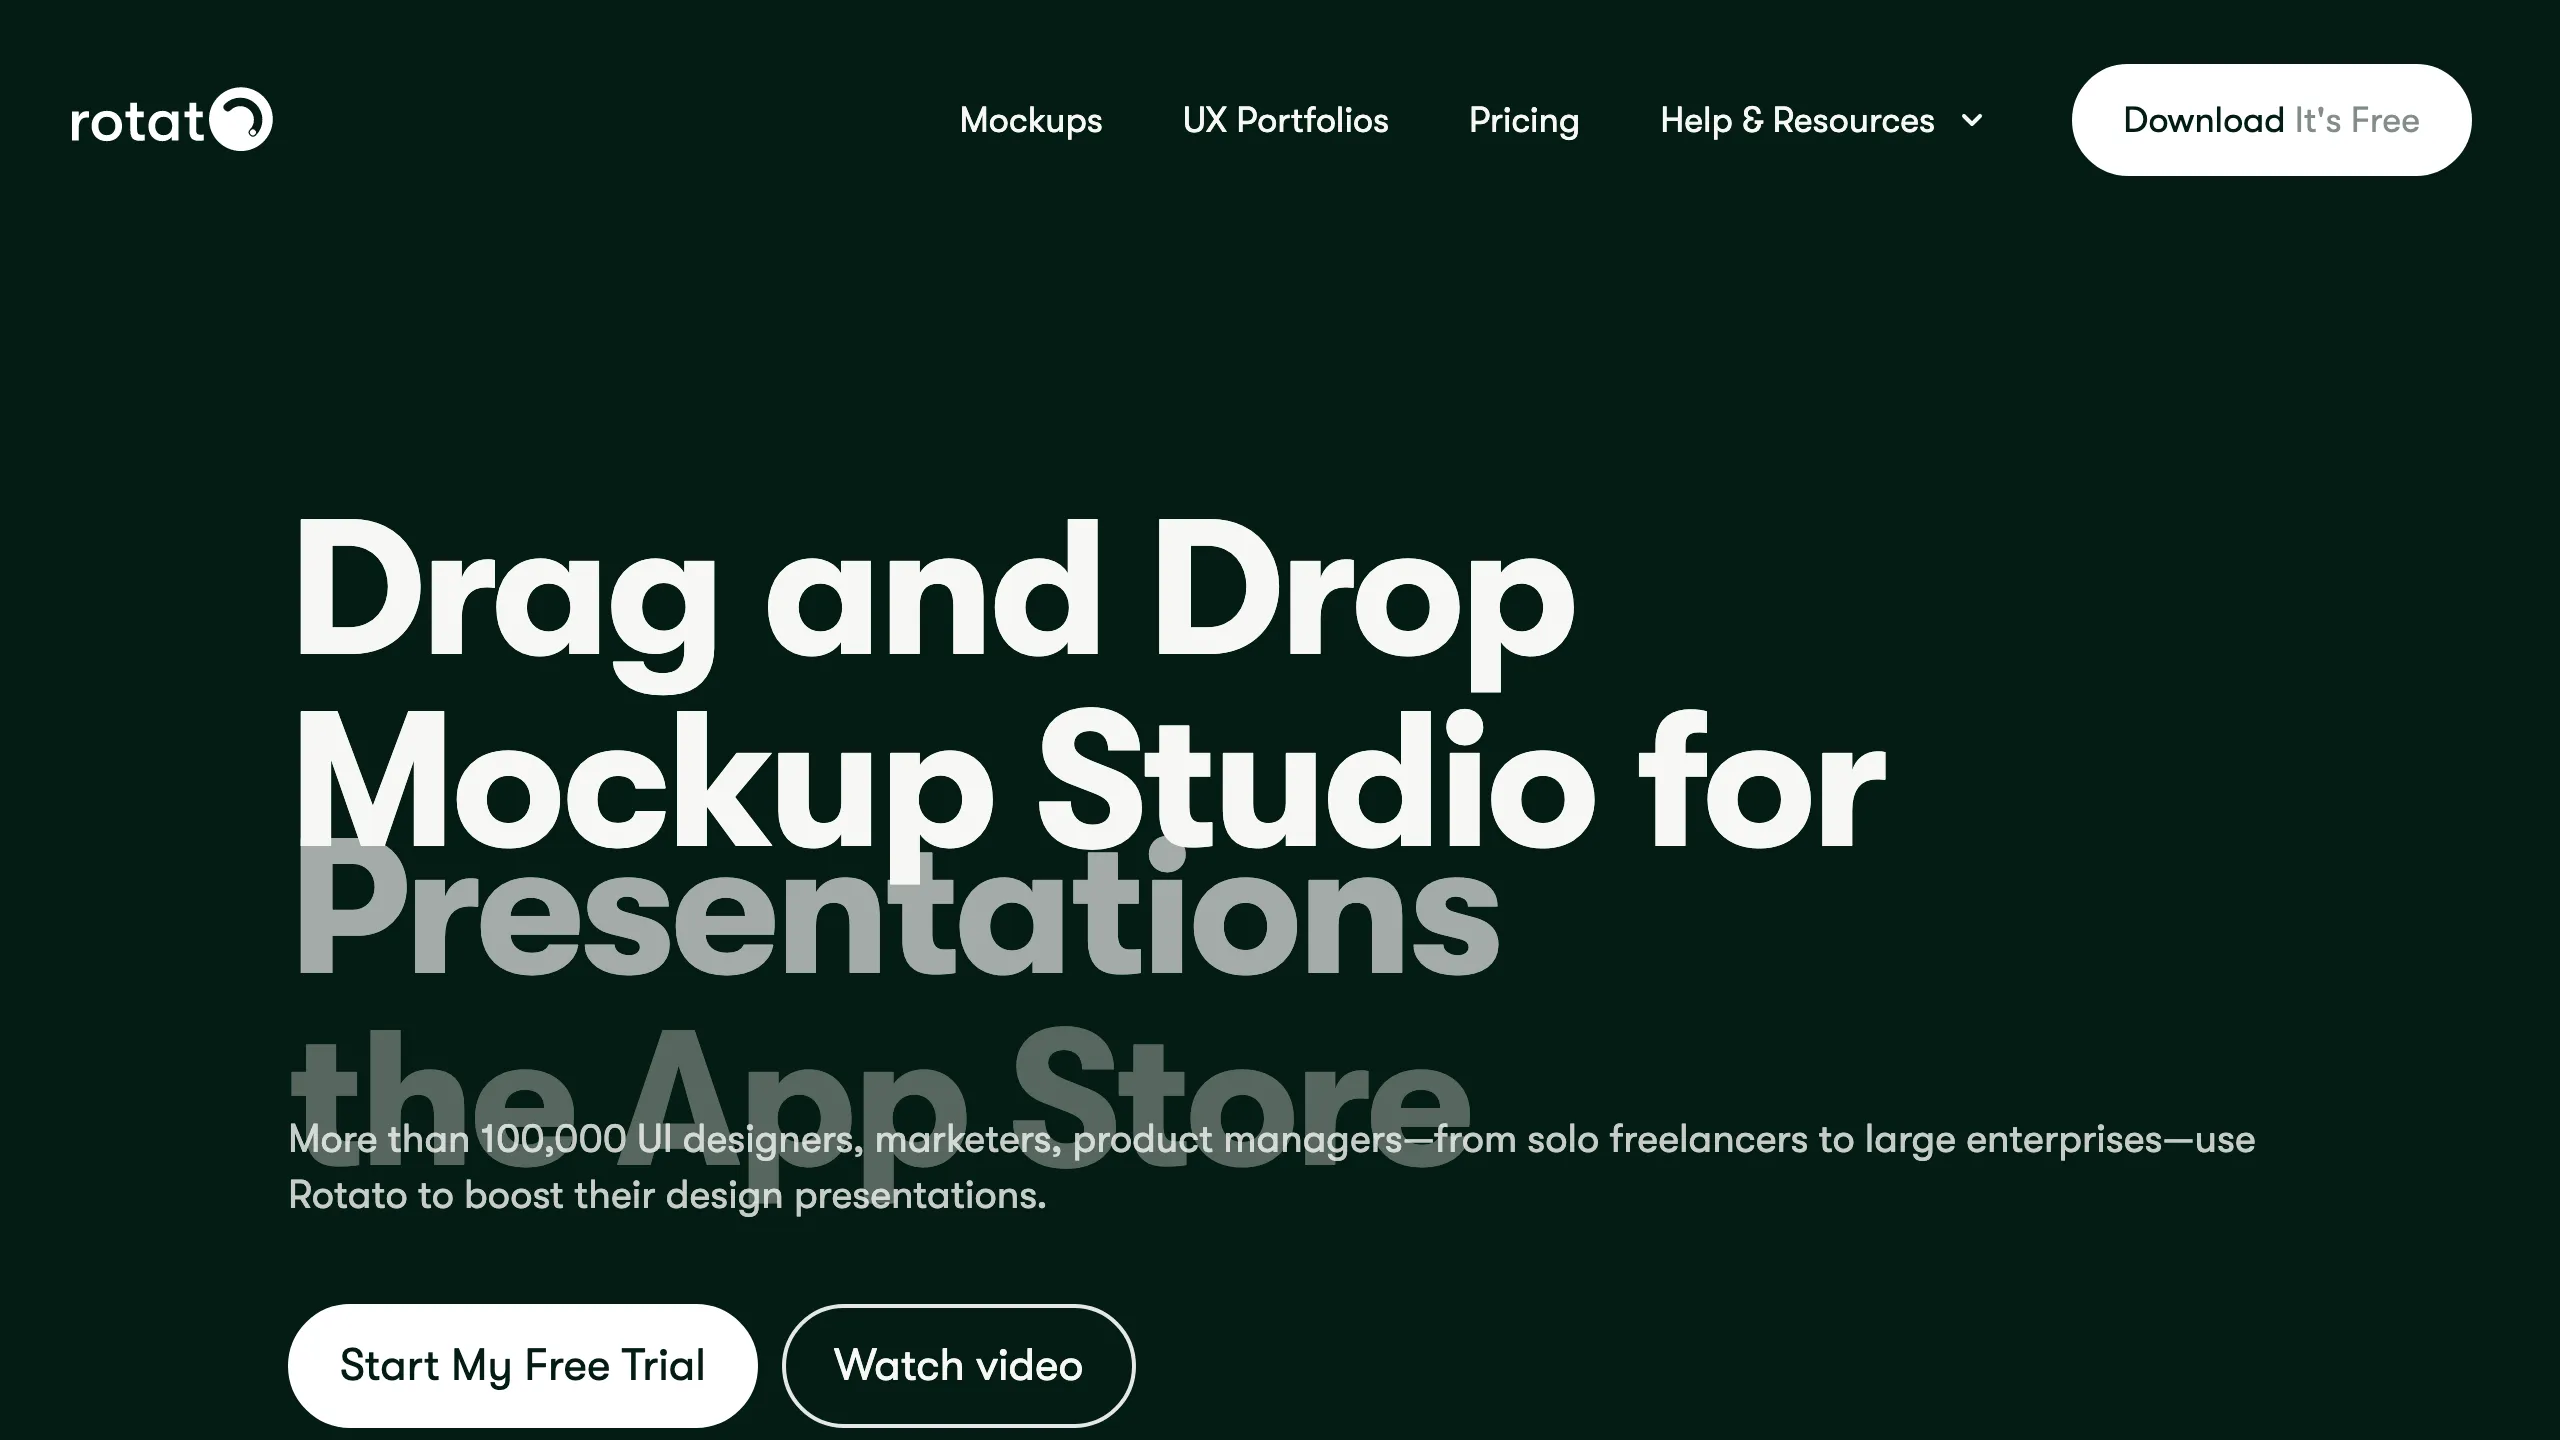 rotato
Mockups
UX Portfolios
Pricing
Help & Resources
Download It's Free
Drag and Drop
Mockup Studio for
Presentations
the App Store
More than 100,000 UI designers, marketers, product managers—from solo freelancers to large enterprises—use
Rotato to boost their design presentations.
Start My Free Trial
Watch video